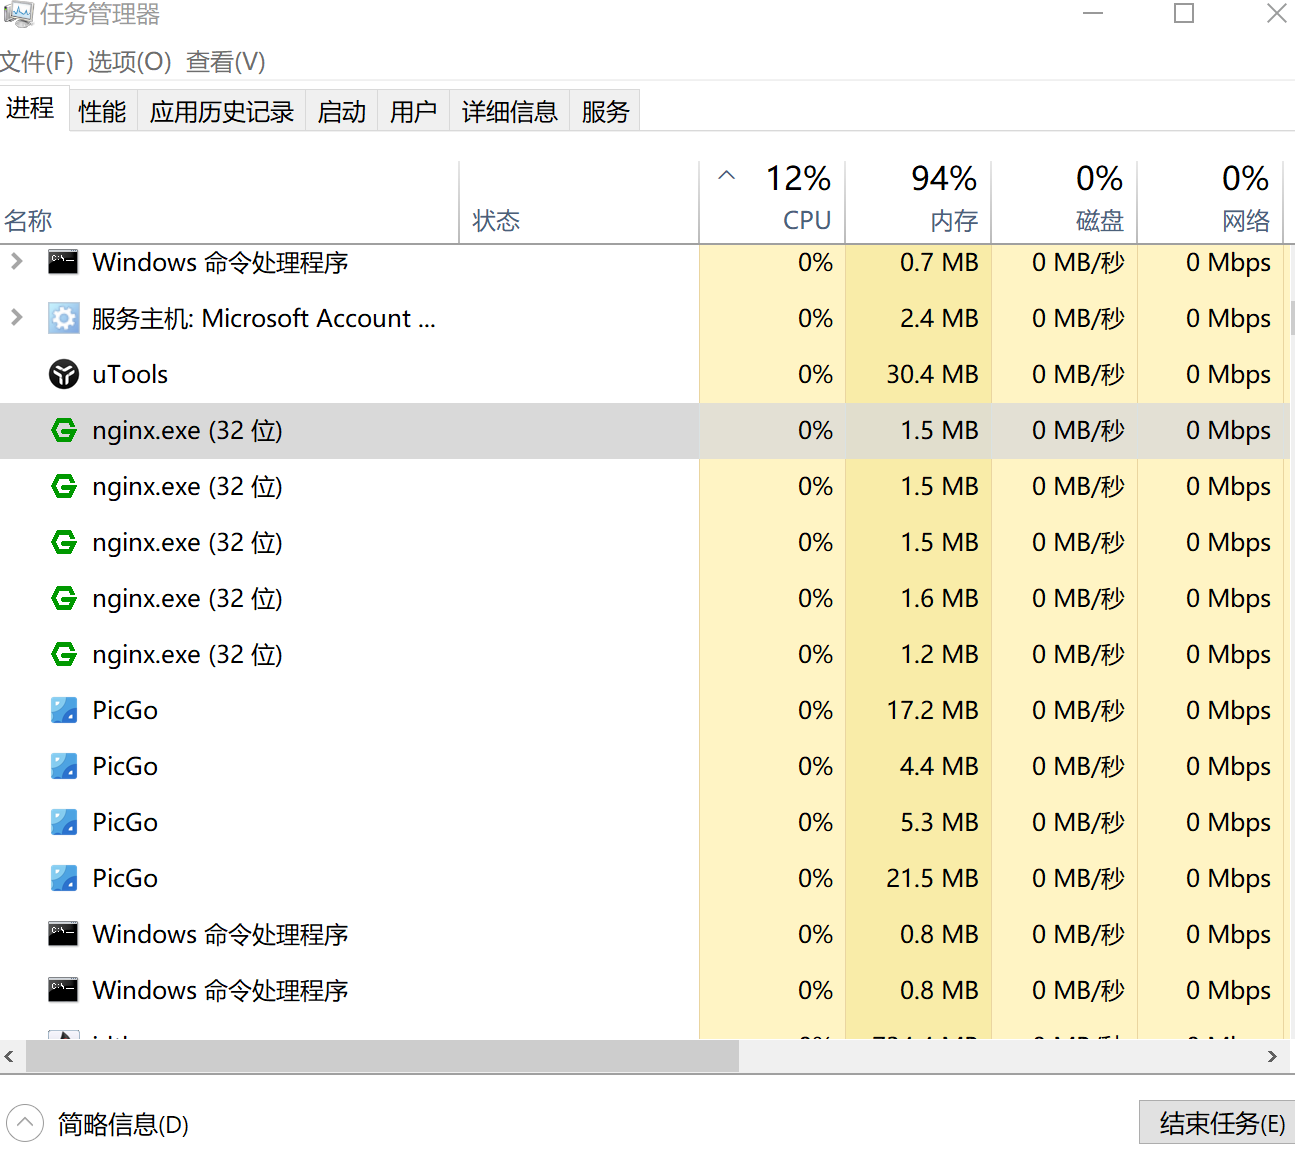 任务管理器
文件(F) 选项(O) 查看(V)
进程 性能 应用历史记录 启动 用户 详细信息 服务
12% 94% 0% 0%
名称 状态 CPU 内存 磁盘 网络
Windows 命令处理程序 0% 0.7 MB 0 MB/秒 0 Mbps
服务主机: Microsoft Account ... 0% 2.4 MB 0 MB/秒 0 Mbps
uTools 0% 30.4 MB 0 MB/秒 0 Mbps
nginx.exe (32 位) 0% 1.5 MB 0 MB/秒 0 Mbps
nginx.exe (32 位) 0% 1.5 MB 0 MB/秒 0 Mbps
nginx.exe (32 位) 0% 1.5 MB 0 MB/秒 0 Mbps
nginx.exe (32 位) 0% 1.6 MB 0 MB/秒 0 Mbps
nginx.exe (32 位) 0% 1.2 MB 0 MB/秒 0 Mbps
PicGo 0% 17.2 MB 0 MB/秒 0 Mbps
PicGo 0% 4.4 MB 0 MB/秒 0 Mbps
PicGo 0% 5.3 MB 0 MB/秒 0 Mbps
PicGo 0% 21.5 MB 0 MB/秒 0 Mbps
Windows 命令处理程序 0% 0.8 MB 0 MB/秒 0 Mbps
Windows 命令处理程序 0% 0.8 MB 0 MB/秒 0 Mbps
简略信息(D) 结束任务(E)